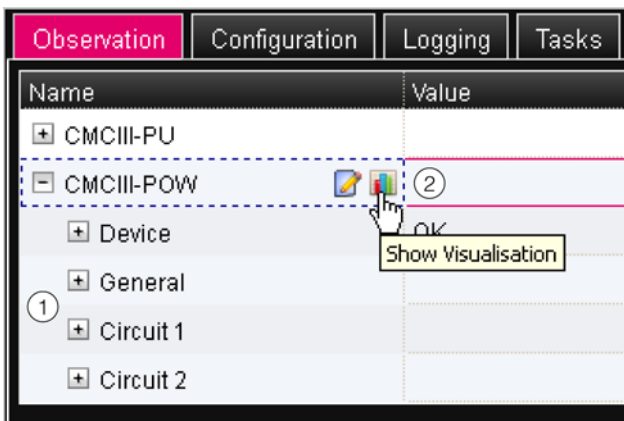 Observation Configuration Logging Tasks
Name Value
CMCIII-PU
CMCIII-POW 2
Device OK
Show Visualisation
General
1
Circuit 1
Circuit 2